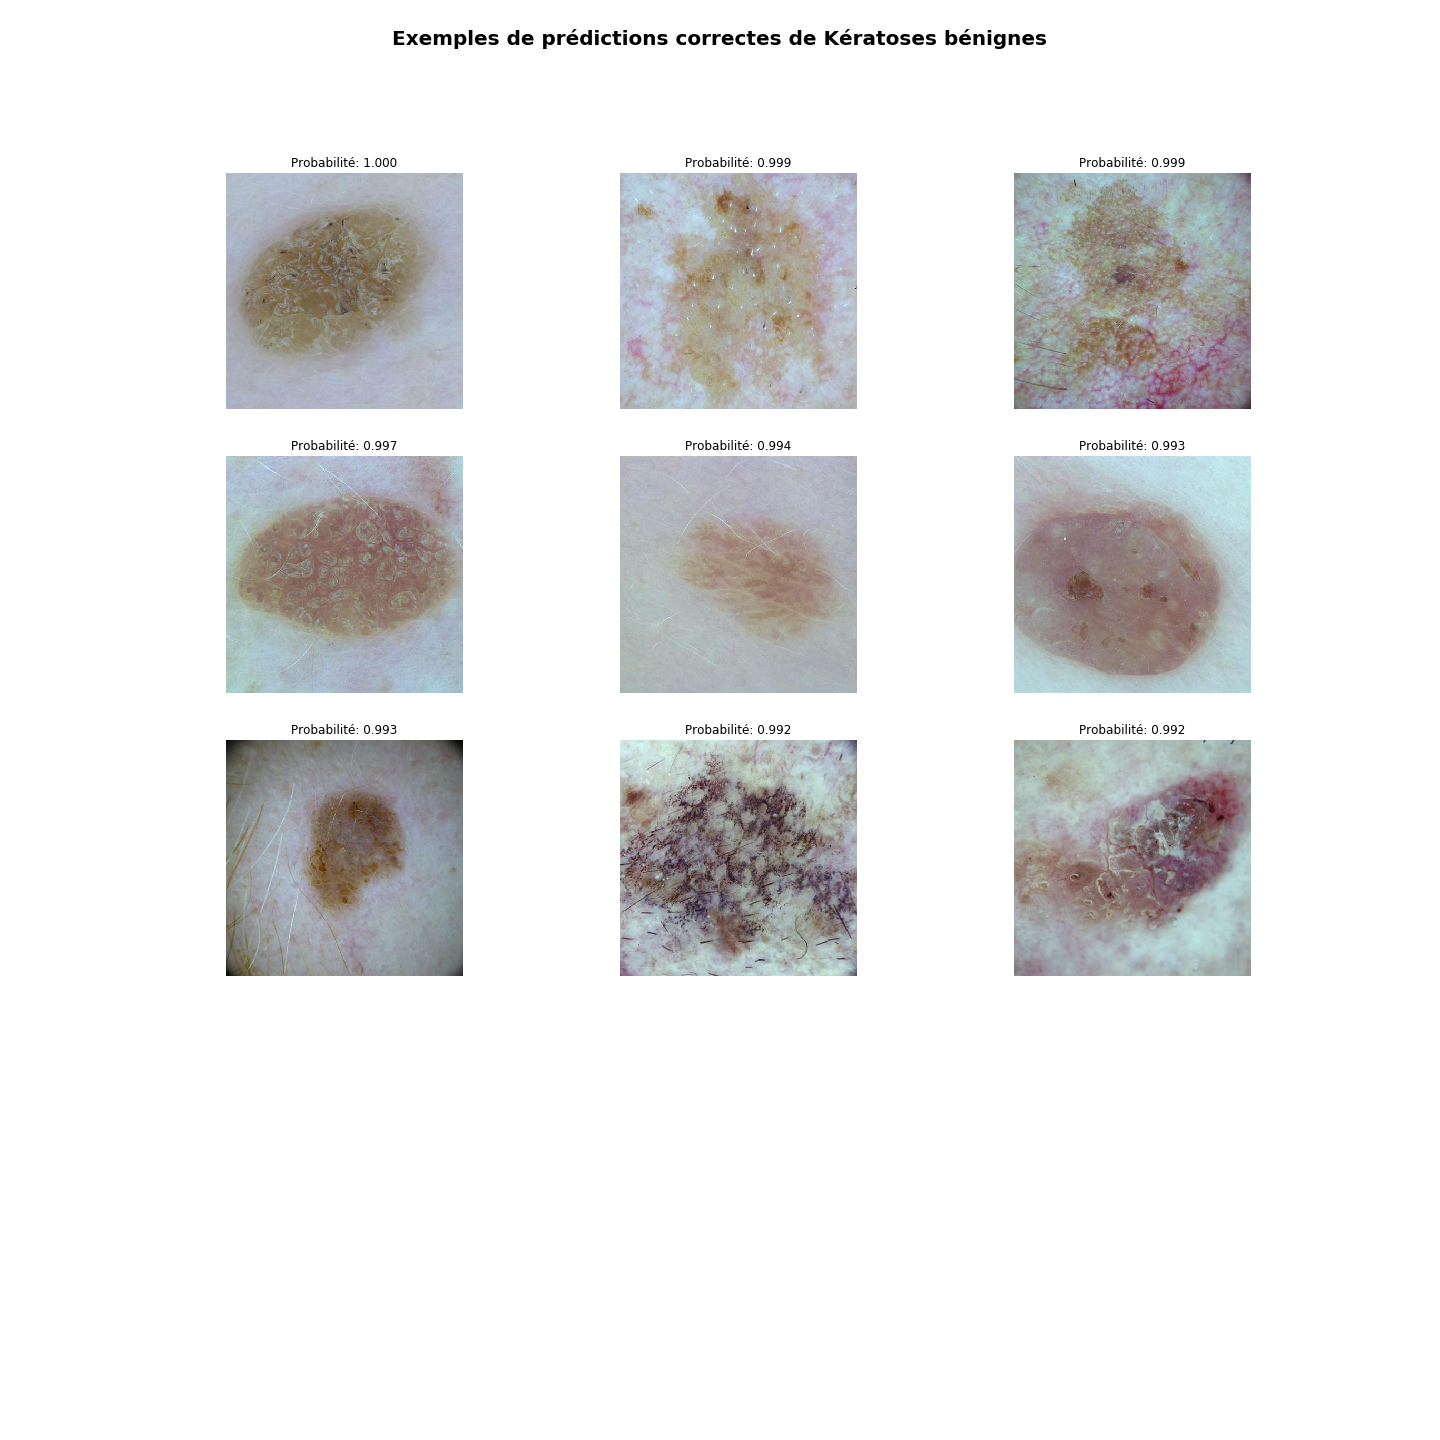 Exemples de prédictions correctes de Kératoses bénignes
Probabilité: 1.000
Probabilité: 0.999
Probabilité: 0.999
Probabilité: 0.997
Probabilité: 0.994
Probabilité: 0.993
Probabilité: 0.993
Probabilité: 0.992
Probabilité: 0.992